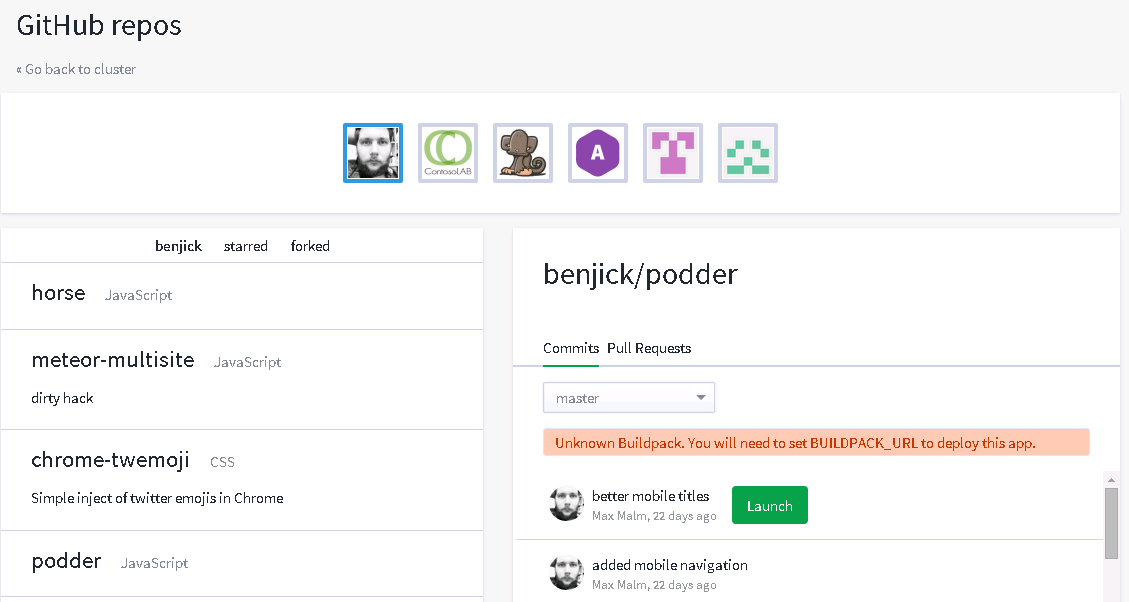 GitHub repos
« Go back to cluster
ContosoLAB
A
benjick starred forked
horse JavaScript
meteor-multisite JavaScript
dirty hack
chrome-twemoji CSS
Simple inject of twitter emojis in Chrome
podder JavaScript
benjick/podder
Commits Pull Requests
master
Unknown Buildpack. You will need to set BUILDPACK_URL to deploy this app.
better mobile titles
Max Malm, 22 days ago
Launch
added mobile navigation
Max Malm, 22 days ago